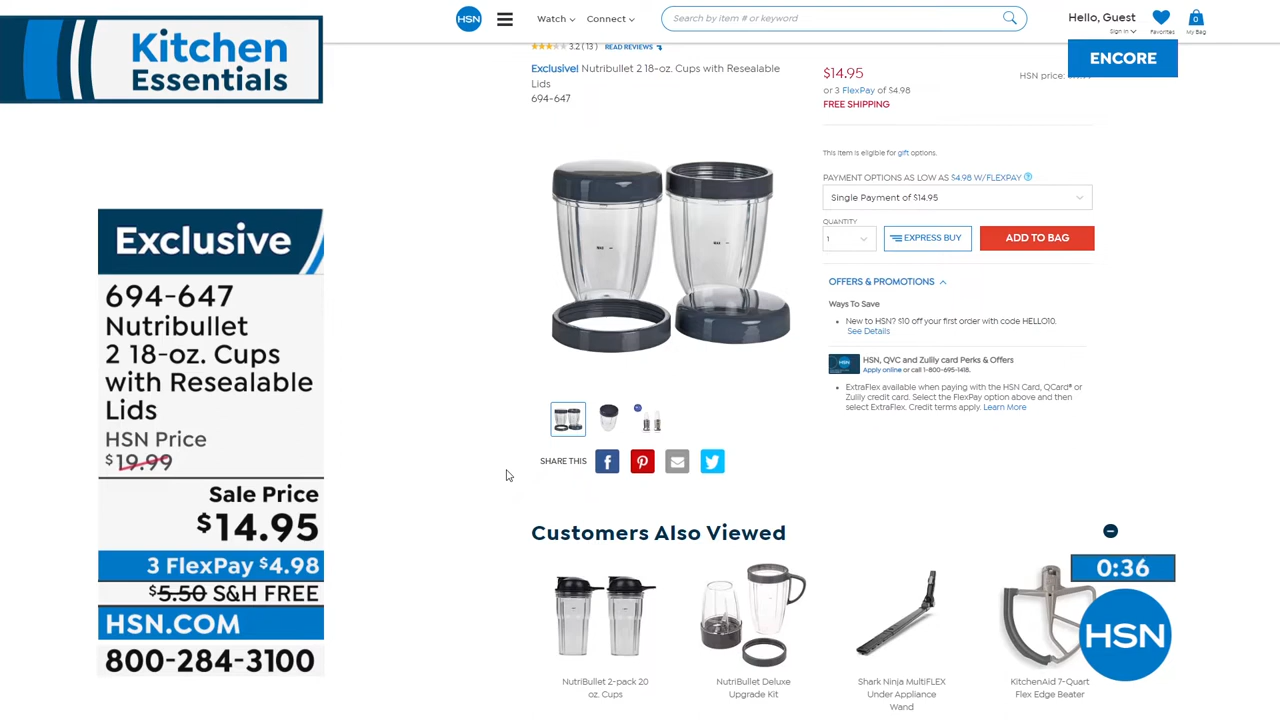 Kitchen
Essentials
HSN
Watch
Connect
Search by item # or keyword
Hello, Guest
Sign In
Favorites
0
My Bag
ENCORE
3.2 ( 13 )
READ REVIEWS
Exclusive! Nutribullet 2 18-oz. Cups with Resealable
Lids
694-647
$14.95
HSN price:
or 3 FlexPay of $4.98
FREE SHIPPING
This item is eligible for gift options.
PAYMENT OPTIONS AS LOW AS $4.98 W/FLEXPAY
Single Payment of $14.95
QUANTITY
1
EXPRESS BUY
ADD TO BAG
OFFERS & PROMOTIONS
Ways To Save
New to HSN? $10 off your first order with code HELLO10.
See Details
HSN, QVC and Zulily card Perks & Offers
Apply online or call 1-800-695-1418.
ExtraFlex available when paying with the HSN Card, QCard® or
Zulily credit card. Select the FlexPay option above and then
select ExtraFlex. Credit terms apply. Learn More
MAX
MAX
SHARE THIS
Exclusive
694-647
Nutribullet
2 18-oz. Cups
with Resealable
Lids
HSN Price
$19.99
Sale Price
$14.95
3 FlexPay $4.98
$5.50 S&H FREE
HSN.COM
800-284-3100
Customers Also Viewed
NutriBullet 2-pack 20
oz. Cups
NutriBullet Deluxe
Upgrade Kit
Shark Ninja MultiFLEX
Under Appliance
Wand
KitchenAid 7-Quart
Flex Edge Beater
0:36
HSN